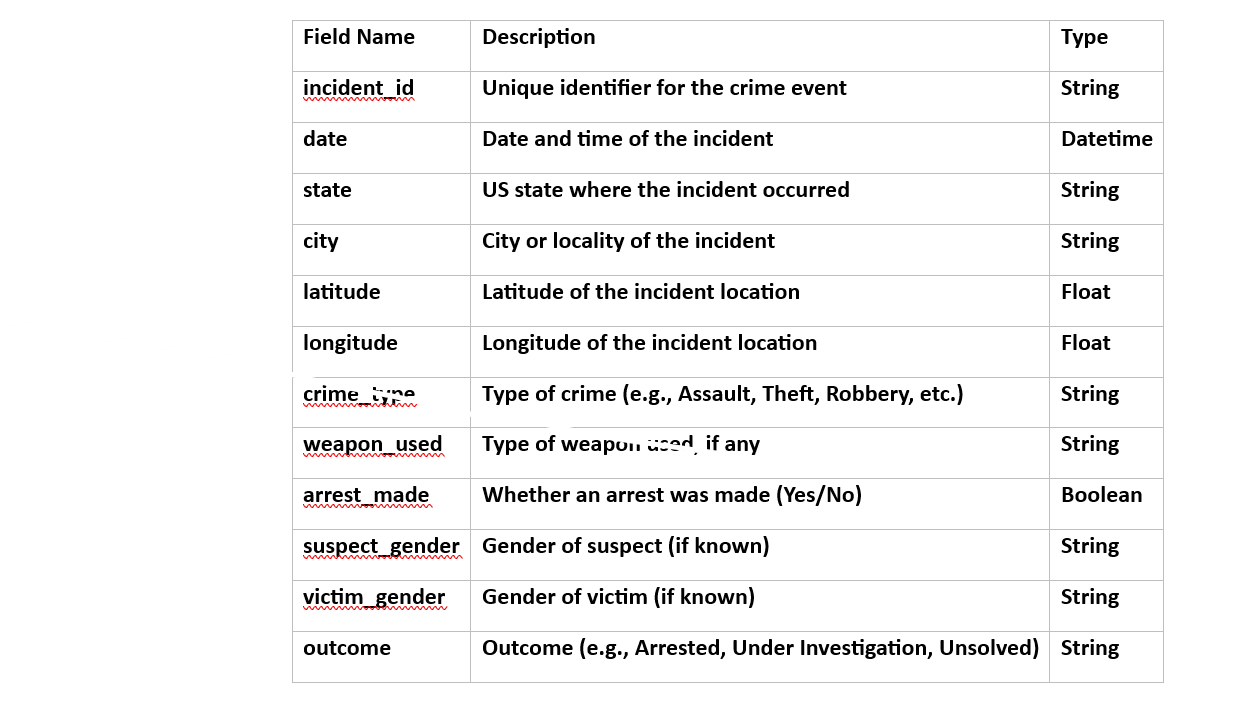 Field Name Description Type
incident_id Unique identifier for the crime event String
date Date and time of the incident Datetime
state US state where the incident occurred String
city City or locality of the incident String
latitude Latitude of the incident location Float
longitude Longitude of the incident location Float
crime_type Type of crime (e.g., Assault, Theft, Robbery, etc.) String
weapon_used Type of weapon used, if any String
arrest_made Whether an arrest was made (Yes/No) Boolean
suspect_gender Gender of suspect (if known) String
victim_gender Gender of victim (if known) String
outcome Outcome (e.g., Arrested, Under Investigation, Unsolved) String